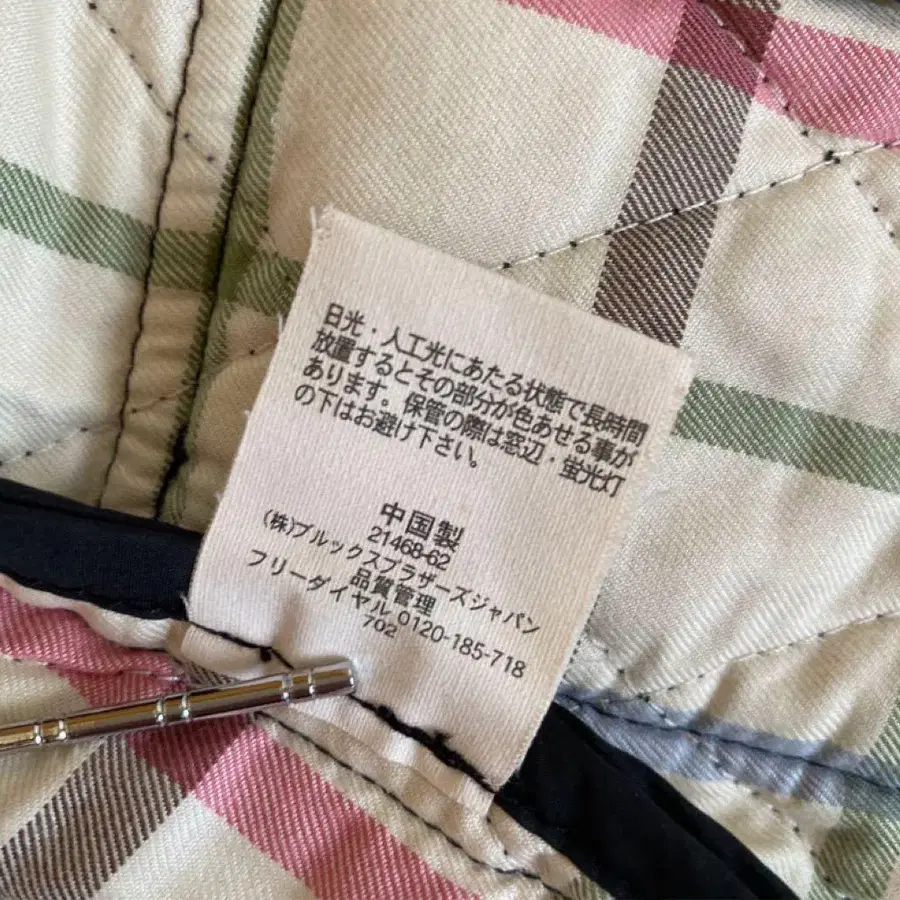 日光・人工光にあたる状態で長時間
放置するとその部分が色あせる事が
あります。保管の際は窓辺・蛍光灯
の下はお避け下さい。
中国製
21468-62
(株)ブルックスブラザーズジャパン
品質管理
フリーダイヤル 0120-185-718
702